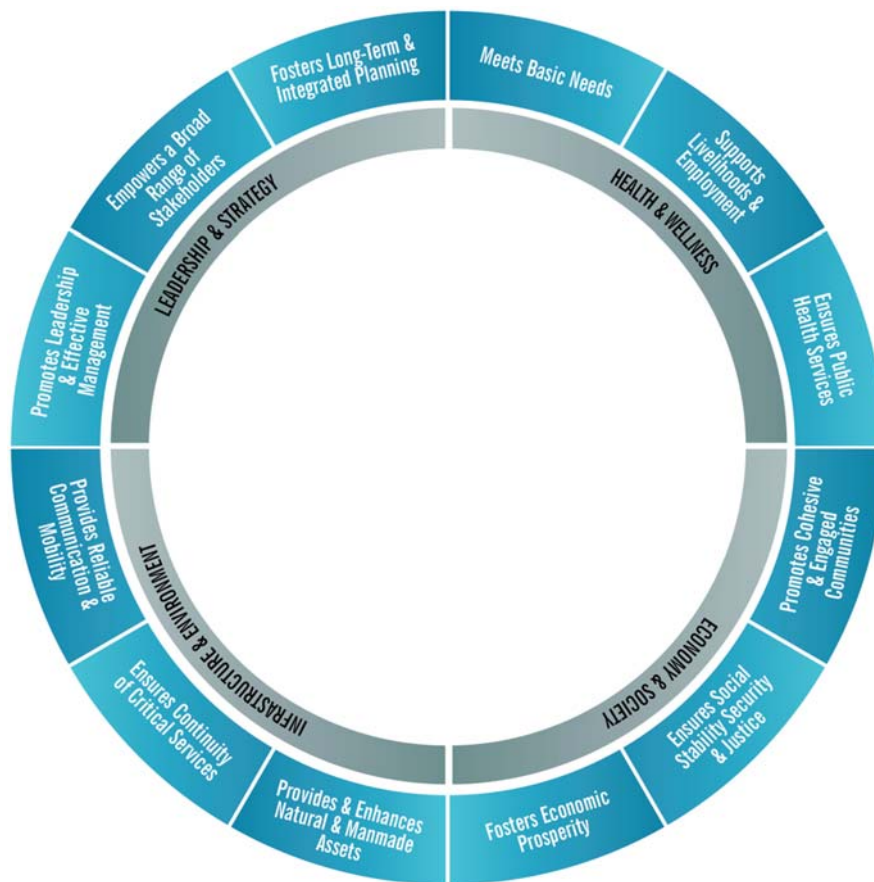 Fosters Long-Term &
Integrated Planning
Meets Basic Needs
Empowers a Broad
Range of
Stakeholders
Supports
Livelihoods &
Employment
LEADERSHIP & STRATEGY
HEALTH & WELLNESS
Promotes Leadership
& Effective
Management
Ensures Public
Health Services
Provides Reliable
Communication &
Mobility
Promotes Cohesive
& Engaged
Communities
INFRASTRUCTURE & ENVIRONMENT
ECONOMY & SOCIETY
Ensures Continuity
of Critical Services
Ensures Social
Stability Security
& Justice
Provides & Enhances
Natural & Manmade
Assets
Fosters Economic
Prosperity